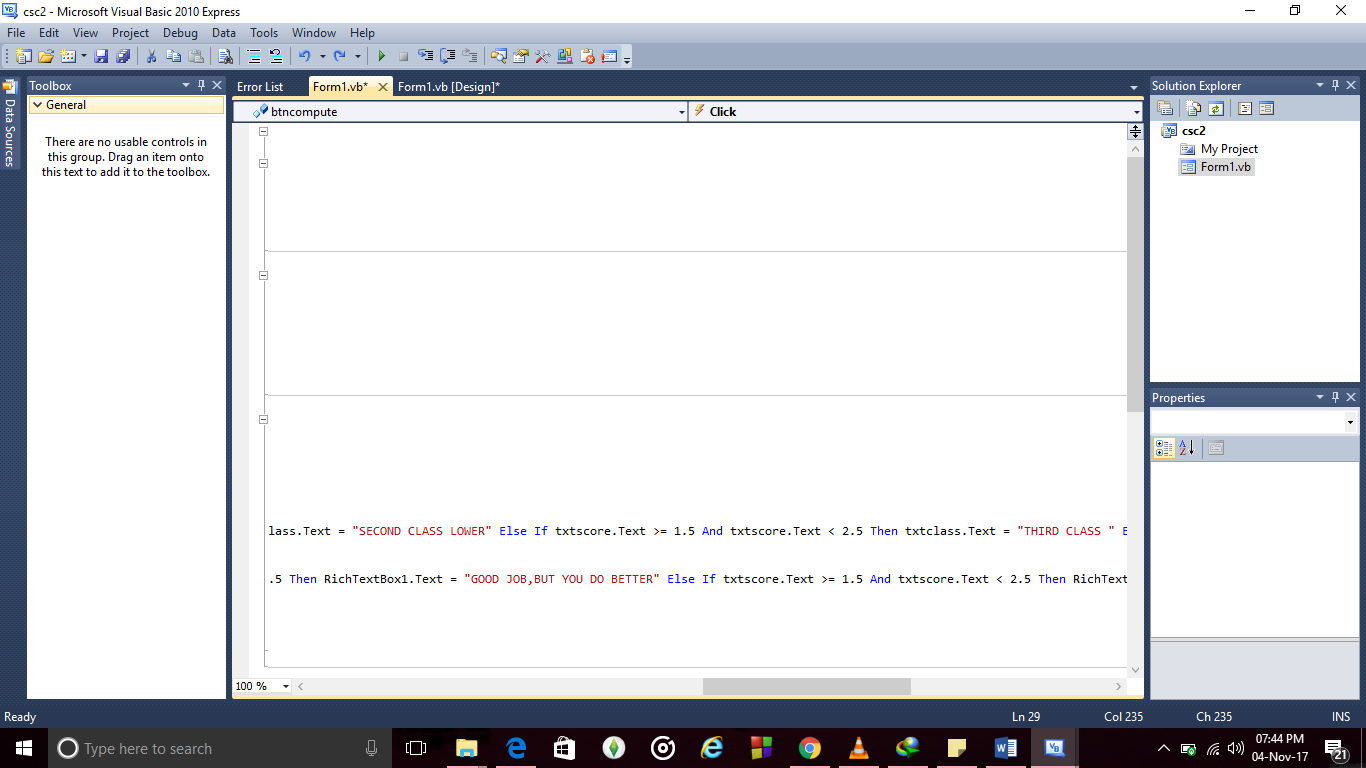 csc2 - Microsoft Visual Basic 2010 Express
File Edit View Project Debug Data Tools Window Help
Data Sources
Toolbox
General
There are no usable controls in
this group. Drag an item onto
this text to add it to the toolbox.
Error List Form1.vb* Form1.vb [Design]*
btncompute Click
lass.Text = "SECOND CLASS LOWER" Else If txtscore.Text >= 1.5 And txtscore.Text < 2.5 Then txtclass.Text = "THIRD CLASS " E
.5 Then RichTextBox1.Text = "GOOD JOB,BUT YOU DO BETTER" Else If txtscore.Text >= 1.5 And txtscore.Text < 2.5 Then RichText
100 %
Solution Explorer
csc2
My Project
Form1.vb
Properties
Ready Ln 29 Col 235 Ch 235 INS
Type here to search
07:44 PM
04-Nov-17
21